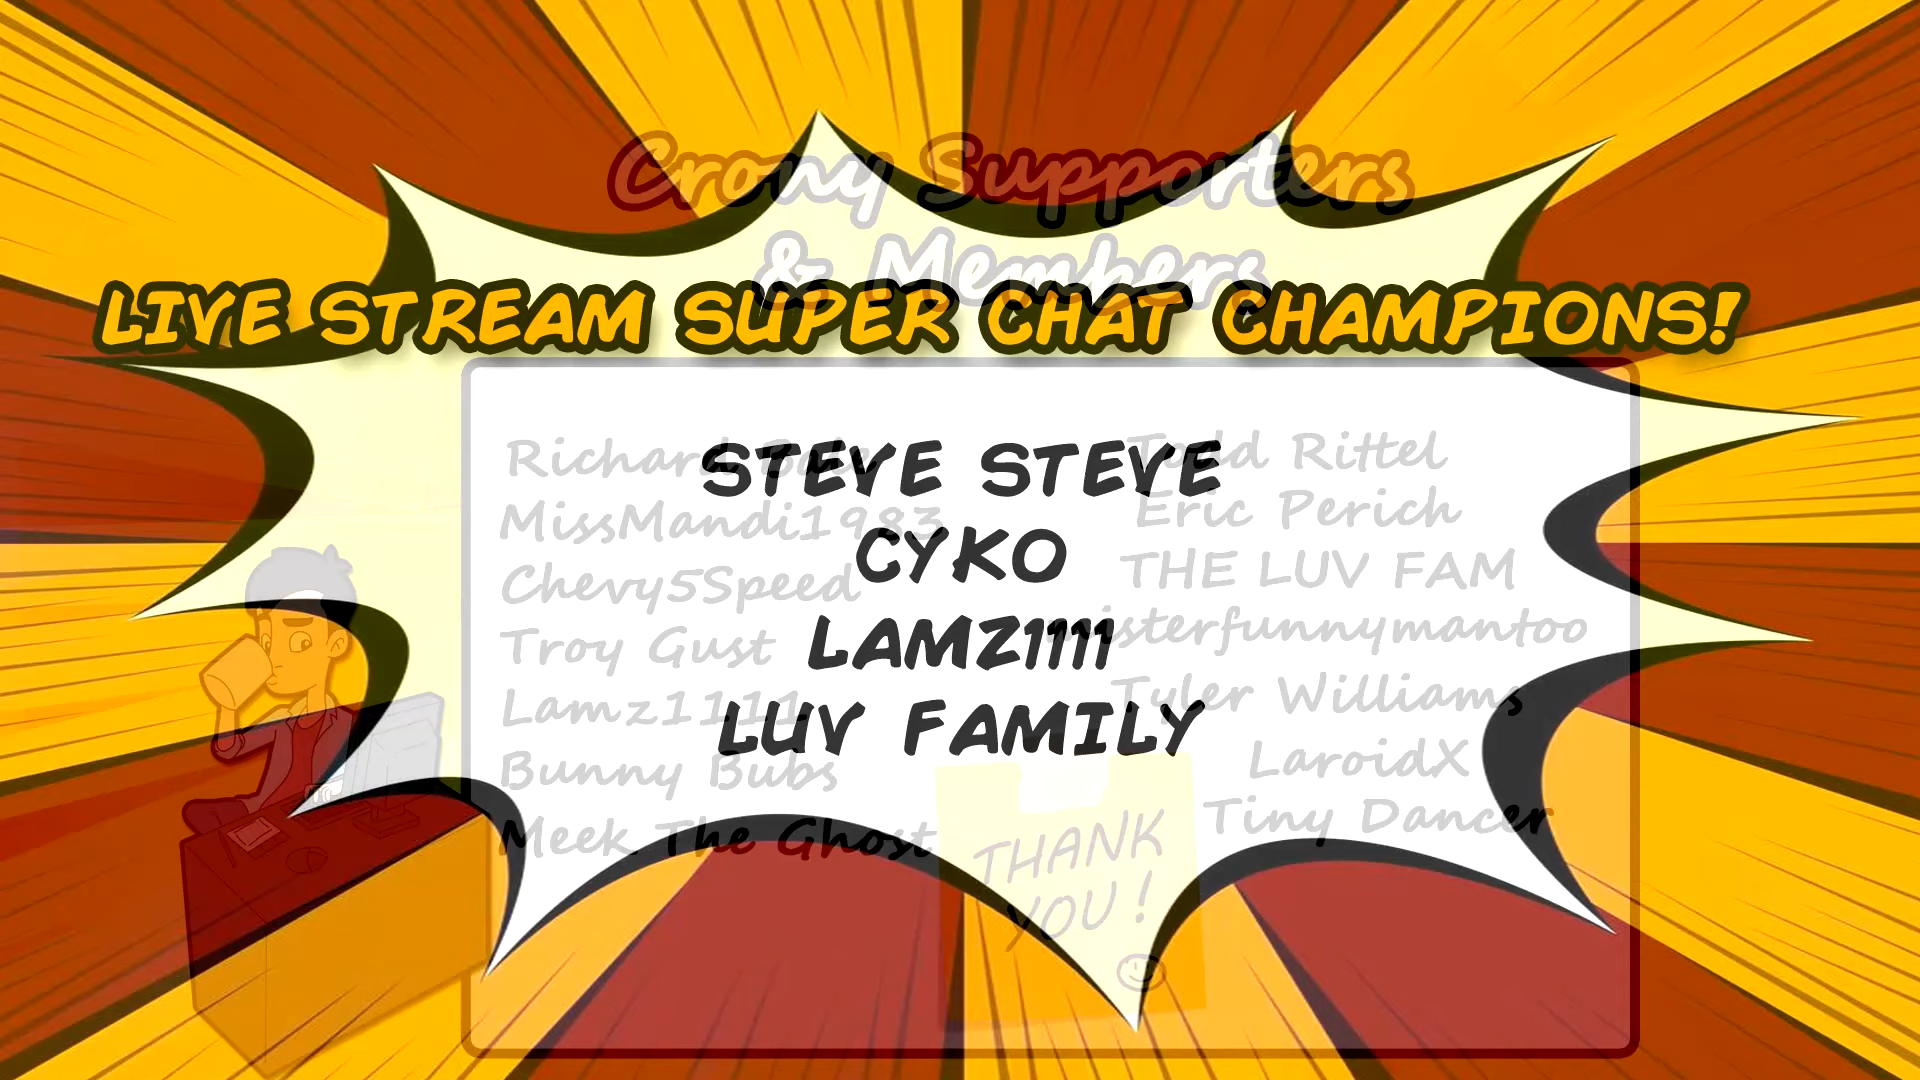 Crony Supporters
& Members
LIVE STREAM SUPER CHAT CHAMPIONS!
STEVE STEVE
CYKO
LAMZ1111
LUV FAMILY
Richard
MissMandi1983
Chevy5Speed
Troy Gust
Lamz1111
Bunny Bubs
Meek The Ghost
Todd Rittel
Eric Perich
THE LUV FAM
misterfunnymantoo
Tyler Williams
LaroidX
Tiny Dancer
THANK
YOU!